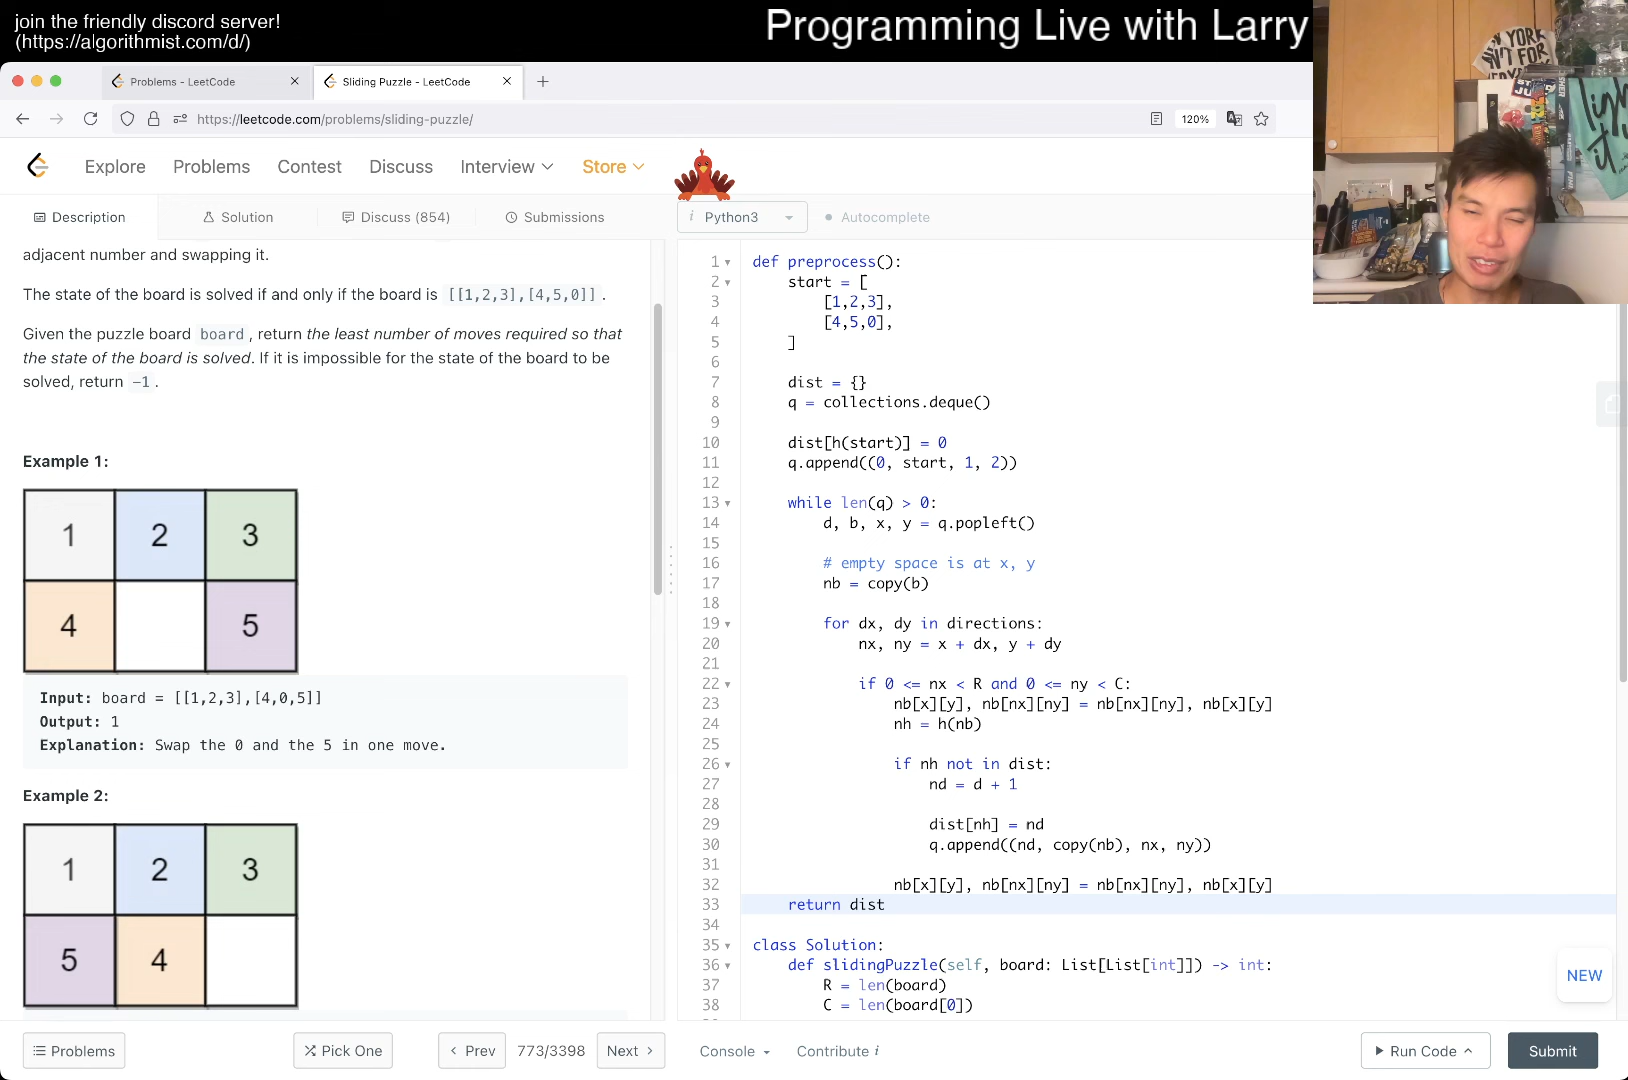 join the friendly discord server!
(https://algorithmist.com/d/)
Programming Live with Larry
Problems - LeetCode
Sliding Puzzle - LeetCode
https://leetcode.com/problems/sliding-puzzle/
120%
Explore
Problems
Contest
Discuss
Interview
Store
Description
Solution
Discuss (854)
Submissions
i Python3
Autocomplete
adjacent number and swapping it.
The state of the board is solved if and only if the board is [[1,2,3],[4,5,0]] .
Given the puzzle board board , return the least number of moves required so that
the state of the board is solved. If it is impossible for the state of the board to be
solved, return -1 .
Example 1:
1 2 3
4 5
Input: board = [[1,2,3],[4,0,5]]
Output: 1
Explanation: Swap the 0 and the 5 in one move.
Example 2:
1 2 3
5 4
1 def preprocess():
2 start = [
3 [1,2,3],
4 [4,5,0],
5 ]
6
7 dist = {}
8 q = collections.deque()
9
10 dist[h(start)] = 0
11 q.append((0, start, 1, 2))
12
13 while len(q) > 0:
14 d, b, x, y = q.popleft()
15
16 # empty space is at x, y
17 nb = copy(b)
18
19 for dx, dy in directions:
20 nx, ny = x + dx, y + dy
21
22 if 0 <= nx < R and 0 <= ny < C:
23 nb[x][y], nb[nx][ny] = nb[nx][ny], nb[x][y]
24 nh = h(nb)
25
26 if nh not in dist:
27 nd = d + 1
28
29 dist[nh] = nd
30 q.append((nd, copy(nb), nx, ny))
31
32 nb[x][y], nb[nx][ny] = nb[nx][ny], nb[x][y]
33 return dist
34
35 class Solution:
36 def slidingPuzzle(self, board: List[List[int]]) -> int:
37 R = len(board)
38 C = len(board[0])
NEW
Problems
Pick One
Prev
773/3398
Next
Console
Contribute i
Run Code
Submit